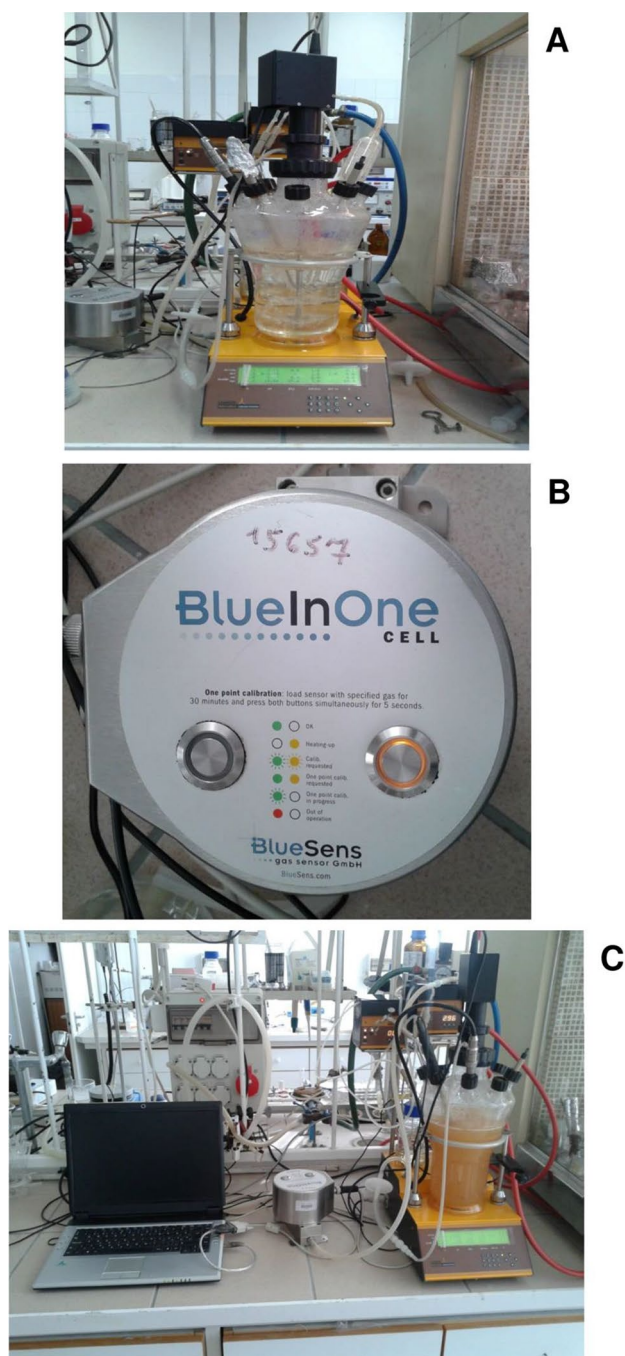 A
B
15657
BlueInOne
CELL
One point calibration: load sensor with specified gas for
30 minutes and press both buttons simultaneously for 5 seconds.
OK
Heating up
Calib.
requested
One point calib.
requested
One point calib.
in progress
Out of
operation
BlueSens
gas sensor GmbH
BlueSens.com
C
296